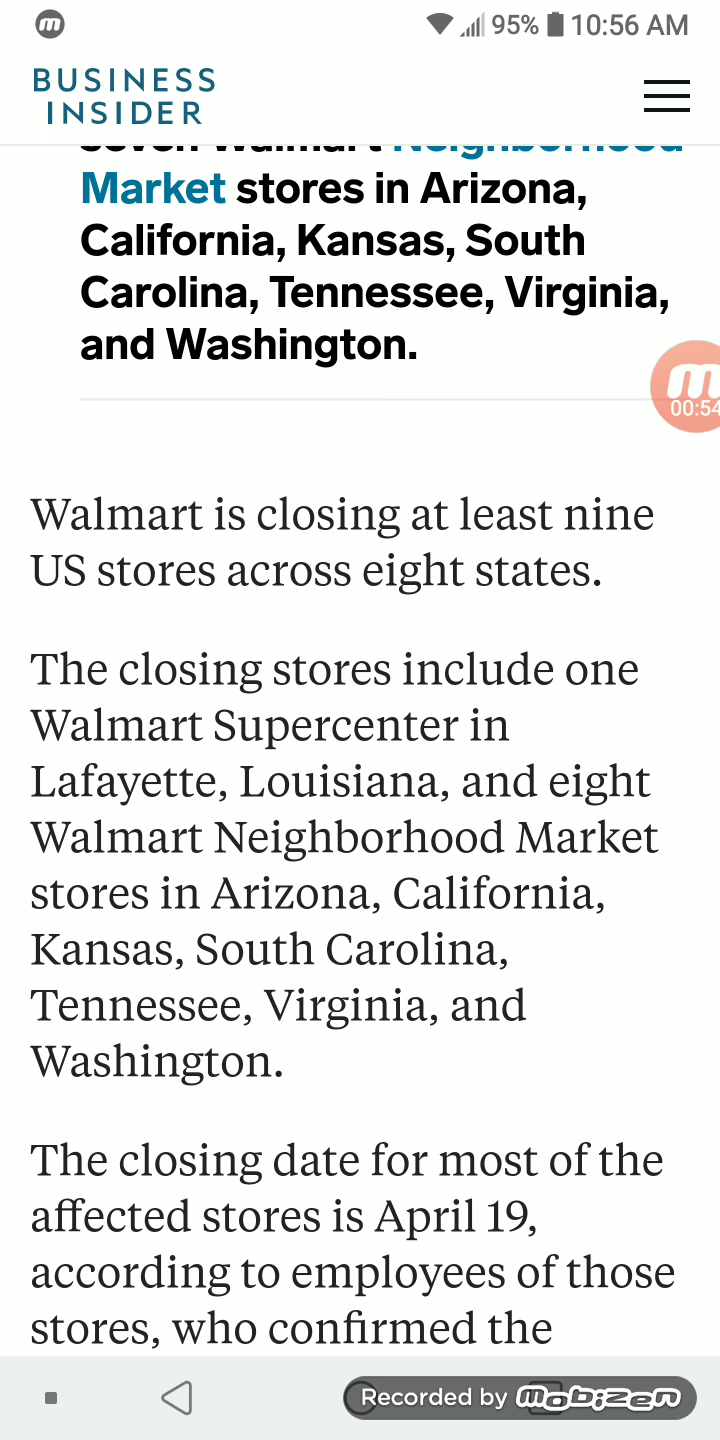 m
95% 10:56 AM
BUSINESS
INSIDER
seven Walmart Neighborhood
Market stores in Arizona,
California, Kansas, South
Carolina, Tennessee, Virginia,
and Washington.
m
00:54
Walmart is closing at least nine
US stores across eight states.
The closing stores include one
Walmart Supercenter in
Lafayette, Louisiana, and eight
Walmart Neighborhood Market
stores in Arizona, California,
Kansas, South Carolina,
Tennessee, Virginia, and
Washington.
The closing date for most of the
affected stores is April 19,
according to employees of those
stores, who confirmed the
Recorded by mobizen